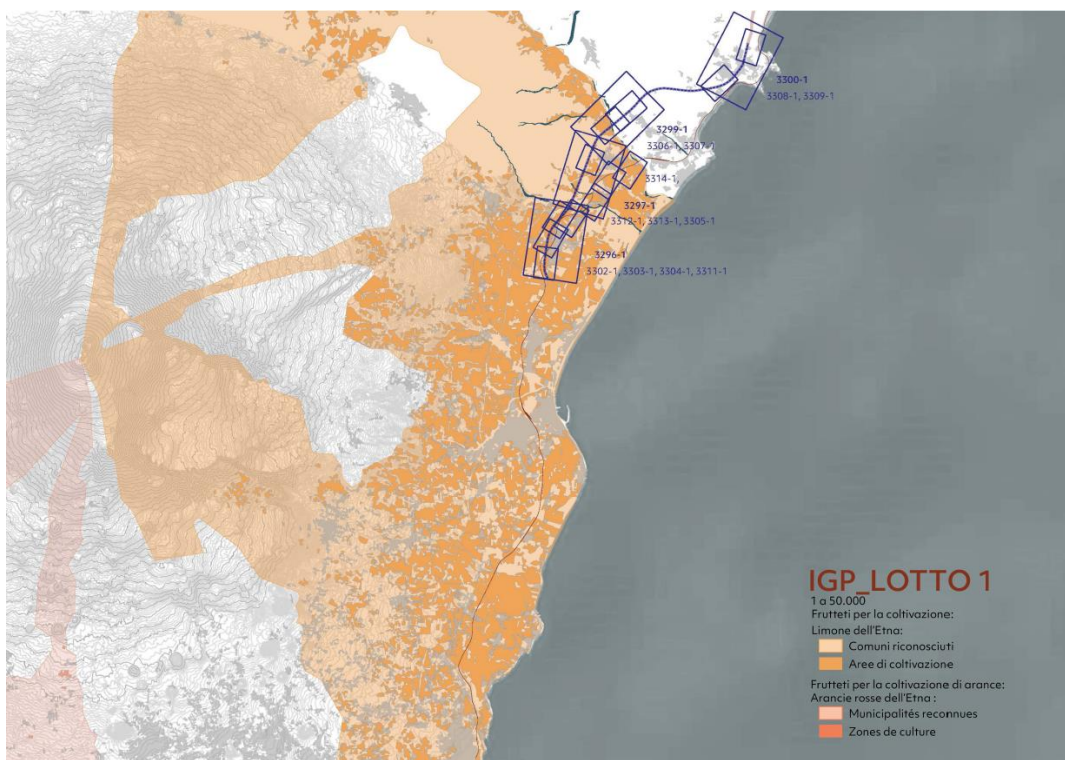 3300-1
3308-1, 3309-1
3299-1
3306-1, 3307-1
3314-1,
3297-1
3312-1, 3313-1, 3305-1
3296-1
3302-1, 3303-1, 3304-1, 3311-1
IGP_LOTTO 1
1 a 50.000
Frutteti per la coltivazione:
Limone dell'Etna:
Comuni riconosciuti
Aree di coltivazione
Frutteti per la coltivazione di arance:
Arancie rosse dell'Etna :
Municipalités reconnues
Zones de culture